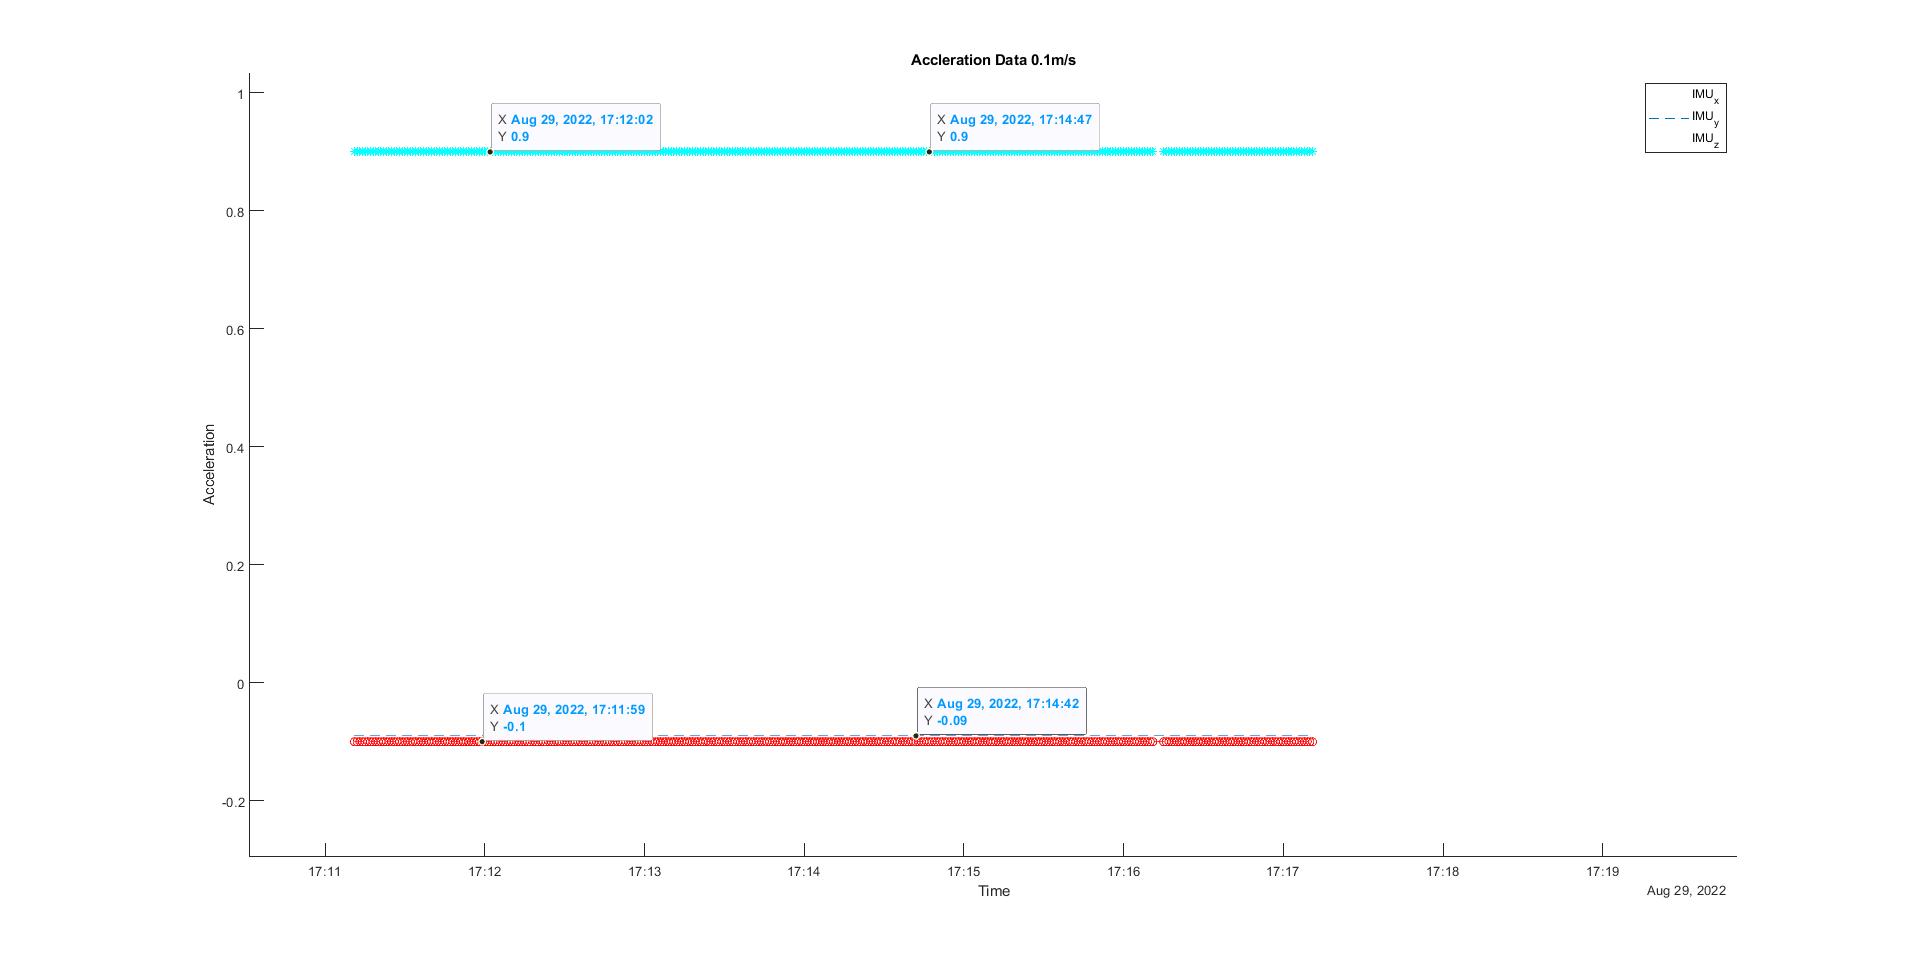 Accleration Data 0.1m/s
1
0.8
0.6
0.4
0.2
0
-0.2
Acceleration
X Aug 29, 2022, 17:12:02
Y 0.9
X Aug 29, 2022, 17:14:47
Y 0.9
IMUx
IMUy
IMUz
X Aug 29, 2022, 17:11:59
Y -0.1
X Aug 29, 2022, 17:14:42
Y -0.09
17:11 17:12 17:13 17:14 17:15 17:16 17:17 17:18 17:19
Time
Aug 29, 2022